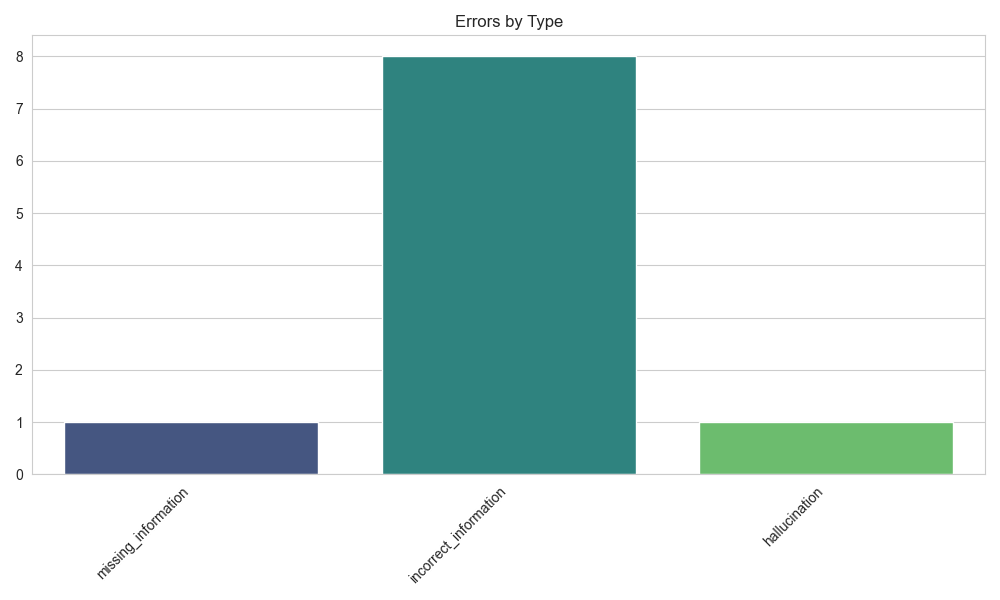 Errors by Type
8
7
6
5
4
3
2
1
0
missing_information
incorrect_information
hallucination